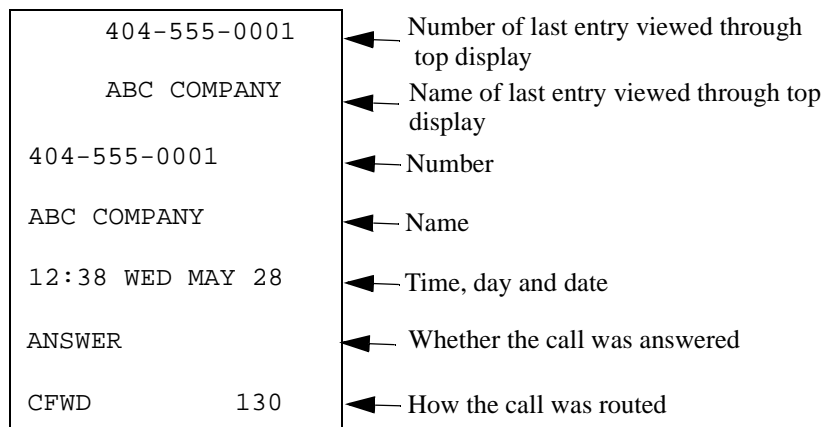 404-555-0001
Number of last entry viewed through
top display
ABC COMPANY
Name of last entry viewed through top
display
404-555-0001
Number
ABC COMPANY
Name
12:38 WED MAY 28
Time, day and date
ANSWER
Whether the call was answered
CFWD 130
How the call was routed